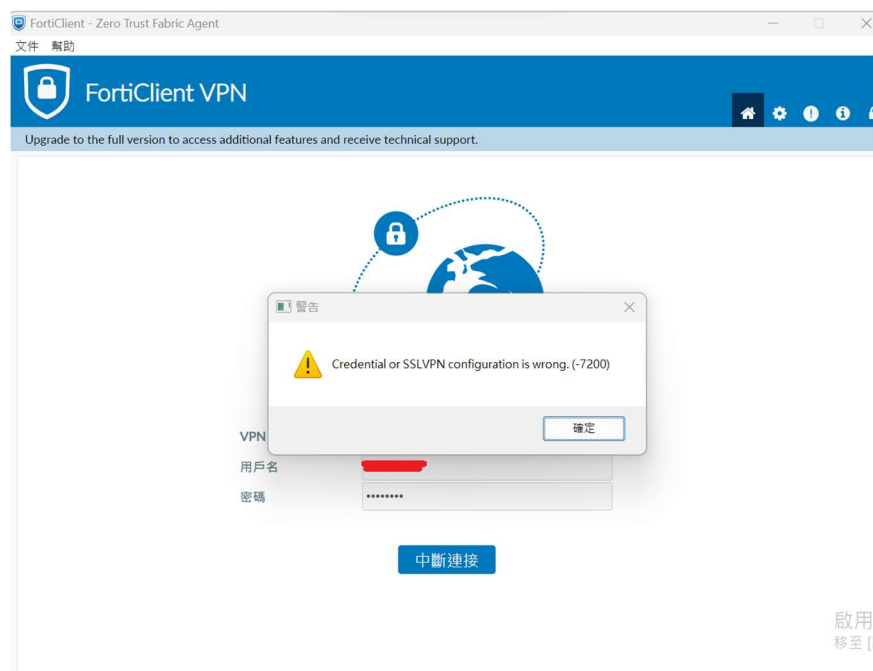 FortiClient - Zero Trust Fabric Agent
文件 幫助
FortiClient VPN
Upgrade to the full version to access additional features and receive technical support.
警告
Credential or SSLVPN configuration is wrong. (-7200)
確定
VPN
用戶名
密碼
••••••••
中斷連接
啟用
移至 [